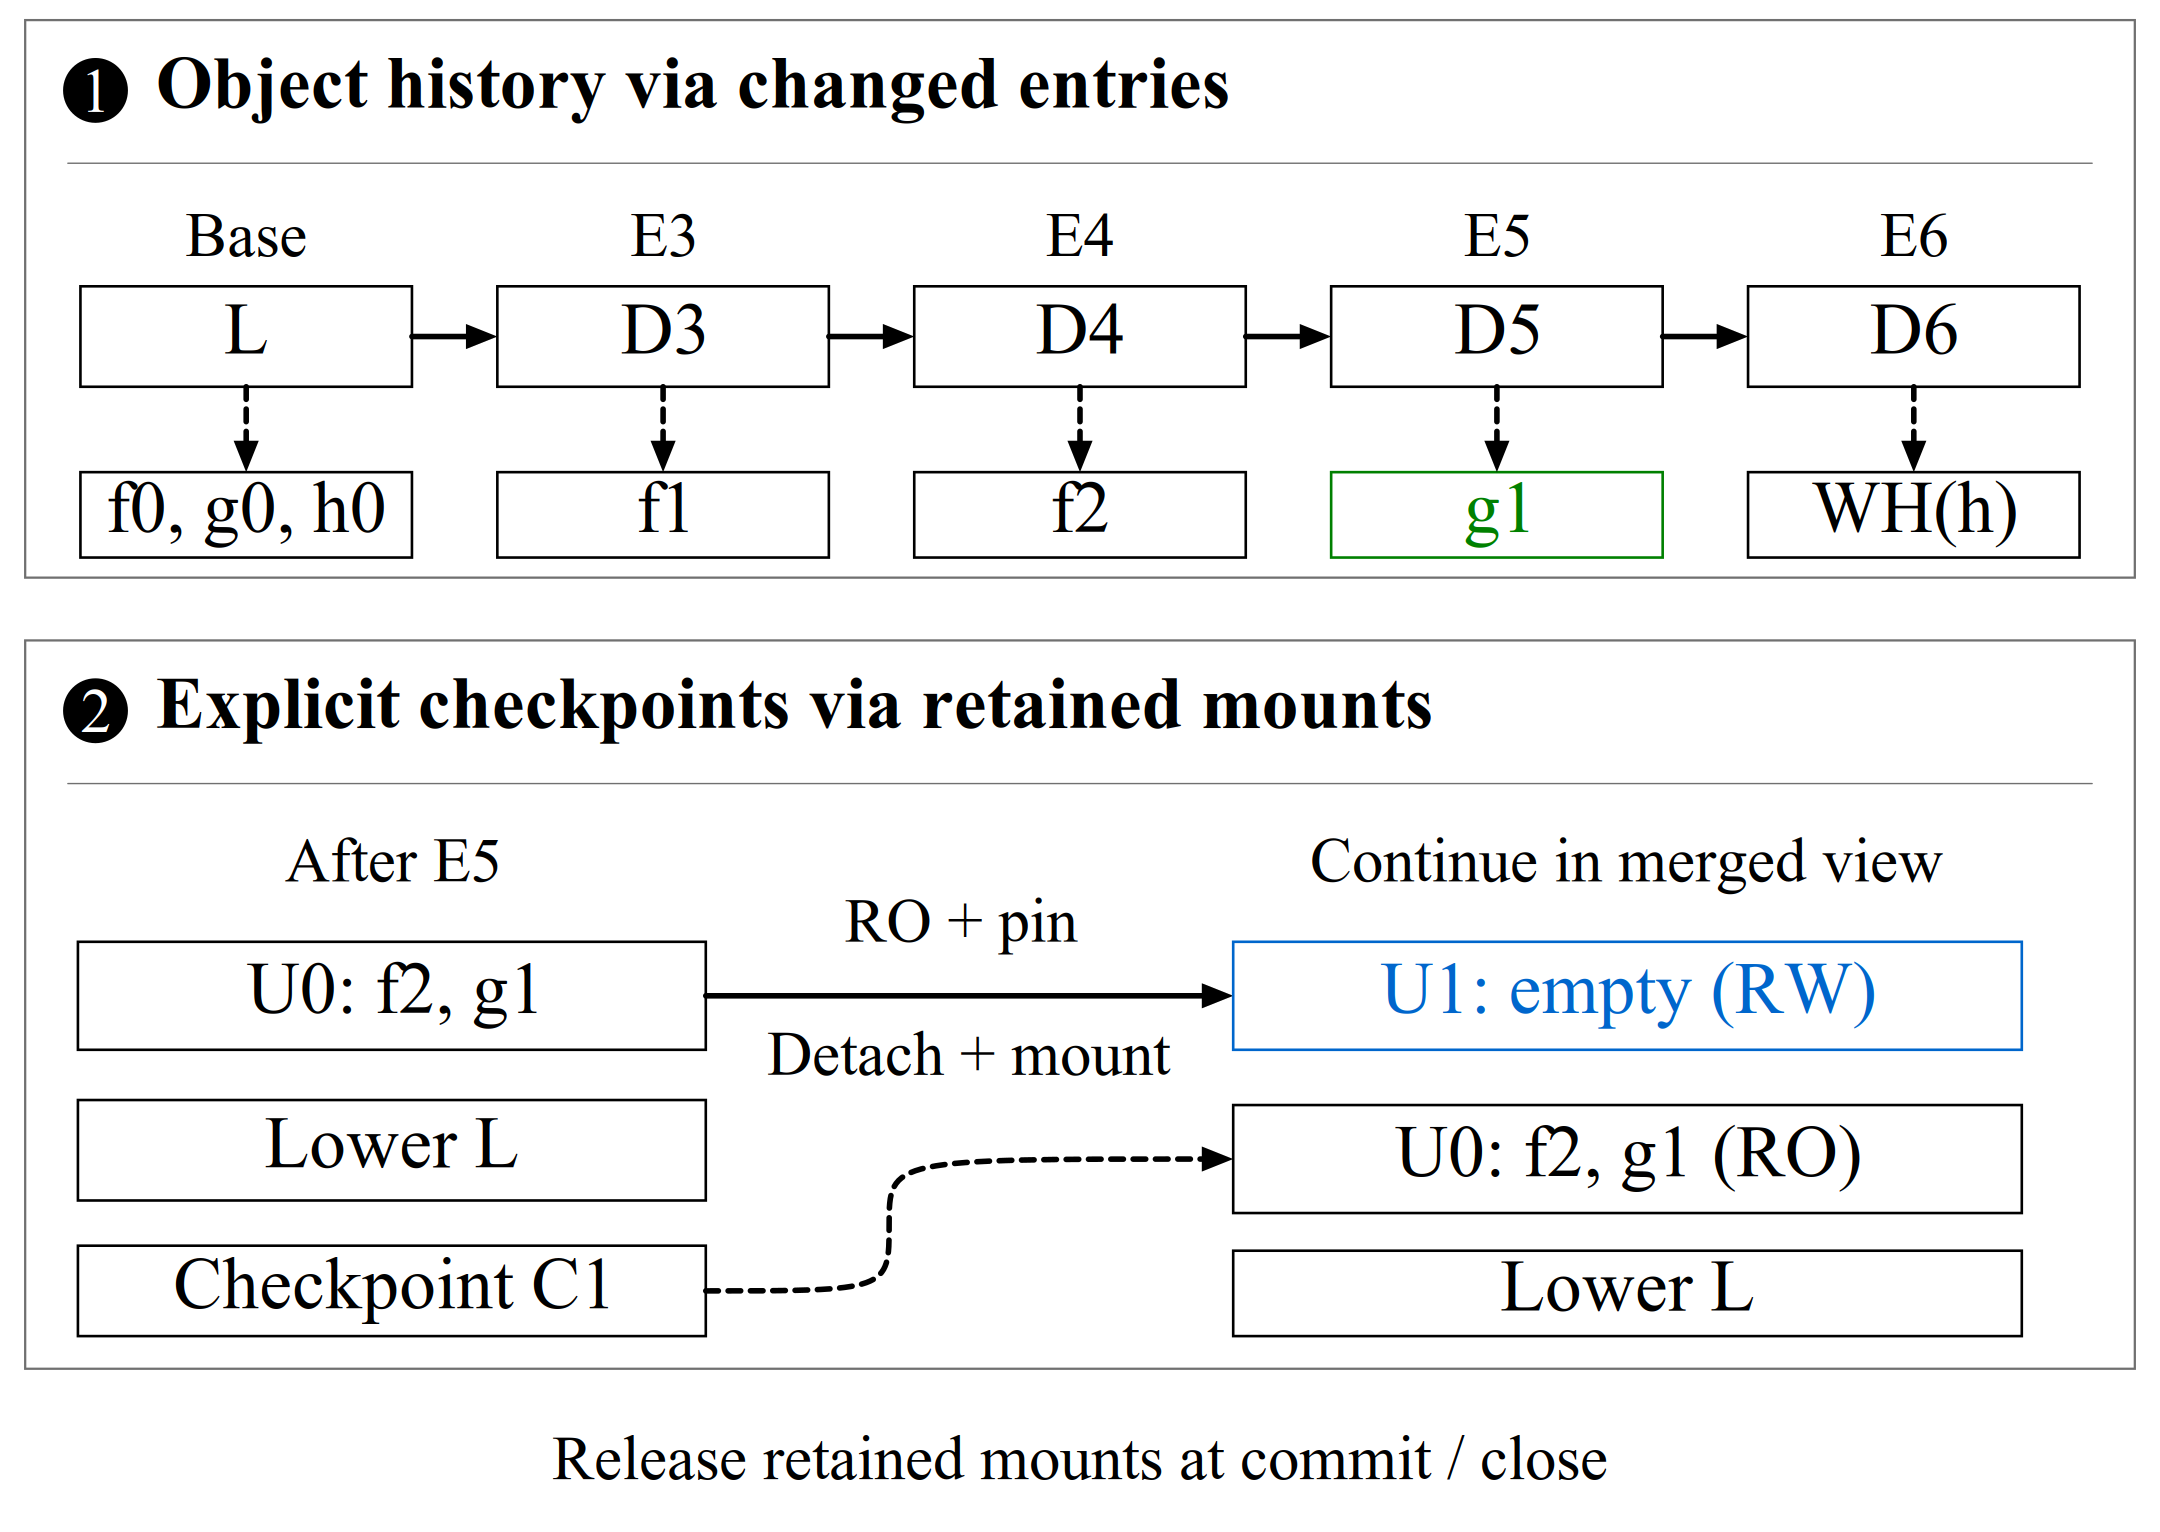 1 Object history via changed entries
Base E3 E4 E5 E6
L D3 D4 D5 D6
f0, g0, h0 f1 f2 g1 WH(h)
2 Explicit checkpoints via retained mounts
After E5
Continue in merged view
RO + pin
U0: f2, g1
U1: empty (RW)
Detach + mount
Lower L
U0: f2, g1 (RO)
Checkpoint C1
Lower L
Release retained mounts at commit / close